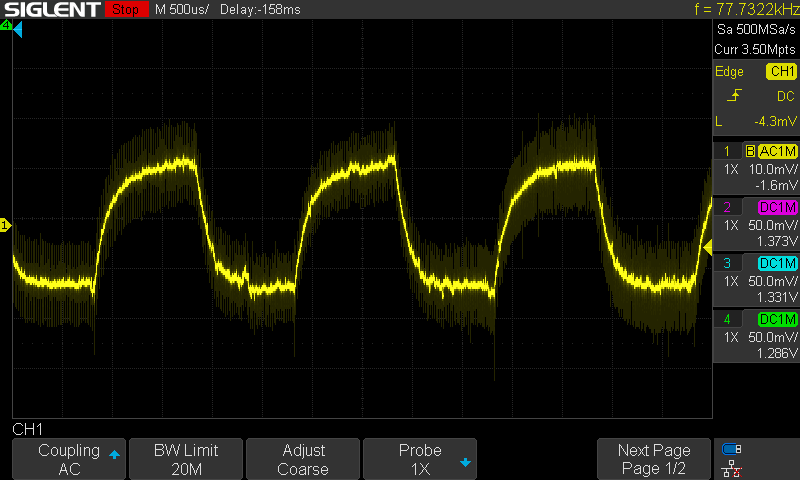 SIGLENT Stop M 500us/ Delay:-158ms f = 77.7322kHz
Sa 500MSa/s
Curr 3.50Mpts
Edge CH1
DC
L -4.3mV
1 B AC1M
1X 10.0mV/
-1.6mV
2 DC1M
1X 50.0mV/
1.373V
3 DC1M
1X 50.0mV/
1.331V
4 DC1M
1X 50.0mV/
1.286V
4
1
CH1
Coupling
AC
BW Limit
20M
Adjust
Coarse
Probe
1X
Next Page
Page 1/2